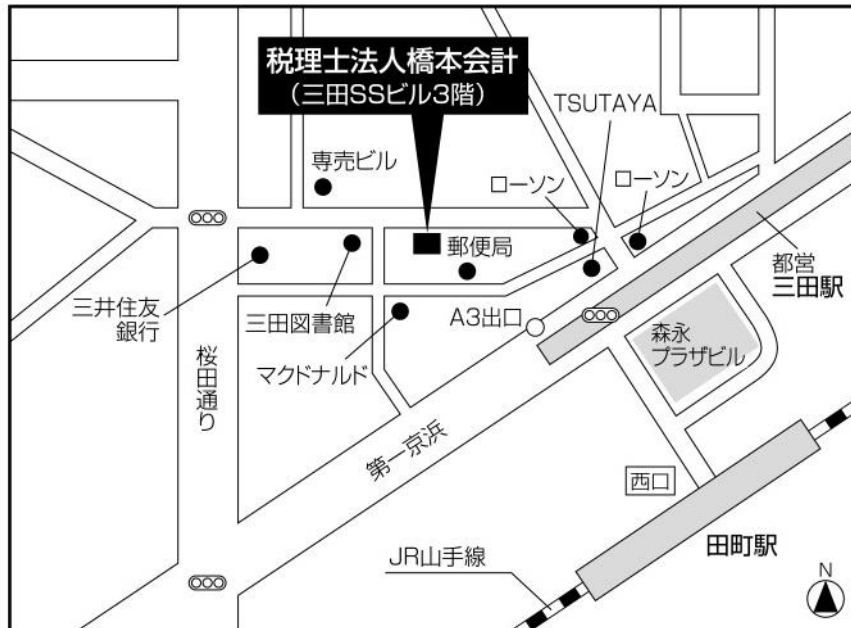 税理士法人橋本会計
（三田SSビル3階）
TSUTAYA
専売ビル
ローソン
ローソン
郵便局
都営
三田駅
三井住友
銀行
三田図書館
A3出口
森永
プラザビル
マクドナルド
桜田通り
第一京浜
西口
田町駅
JR山手線
N